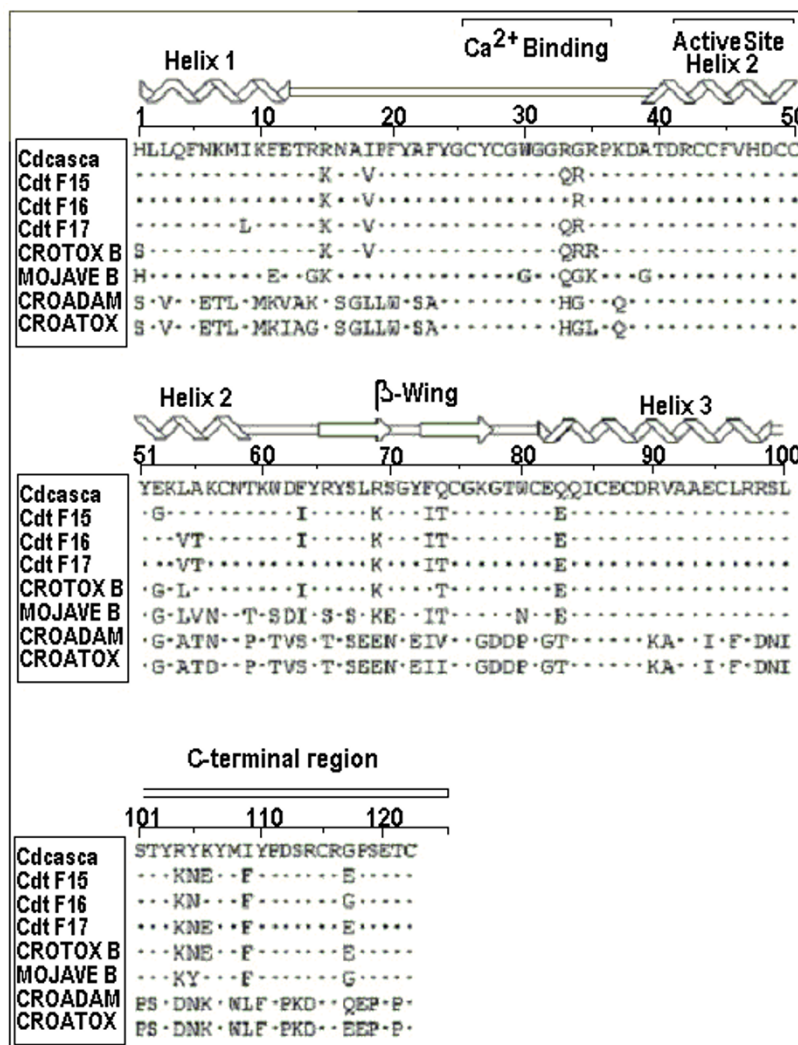 Ca2+ Binding
Active Site
Helix 1
Helix 2
1 10 20 30 40 50
Cdcasca HLLQFNKMIKFETRRNAIPFYAFYGCYCGWGGRGRPKDATDRCCFVHDCC
Cdt F15 ··············K··V··············QR················
Cdt F16 ··············K··V···············R················
Cdt F17 ········L·····K··V··············QR················
CROTOX B S·············K··V··············QRR···············
MOJAVE B H·········E··GK··············G··QGK···G···········
CROADAM S·V··ETL·MKVAK·SGLLW·SA·········HG··Q·············
CROATOX S·V··ETL·MKIAG·SGLLW·SA·········HGL·Q·············
Helix 2
β-Wing
Helix 3
51 60 70 80 90 100
Cdcasca YEKLAKCNTKWDFYRYSLRSGYFQCGKGTWCEQQICECDRVAAECLRRSL
Cdt F15 ·G··········I·····K···IT········E·················
Cdt F16 ···VT·······I·····K···IT········E·················
Cdt F17 ···VT·············K···IT········E·················
CROTOX B ·G·L········I·····K····T········E·················
MOJAVE B ·G·LVN··T·SDI·S·S·KE··IT·····N··E·················
CROADAM ·G·ATN··P·TVS·T·SEEN·EIV··GDDP·GT······KA··I·F·DNI
CROATOX ·G·ATD··P·TVS·T·SEEN·EII··GDDP·GT······KA··I·F·DNI
C-terminal region
101 110 120
Cdcasca STYRYKYMIYPDSRCRGPSETC
Cdt F15 ···KNE··F·······E·····
Cdt F16 ···KN···F·······G·····
Cdt F17 ···KNE··F·······E·····
CROTOX B ···KNE··F·······E·····
MOJAVE B ···KY···F·······G·····
CROADAM PS·DNK·WLF·PKD··QEP·P·
CROATOX PS·DNK·WLF·PKD··EEP·P·